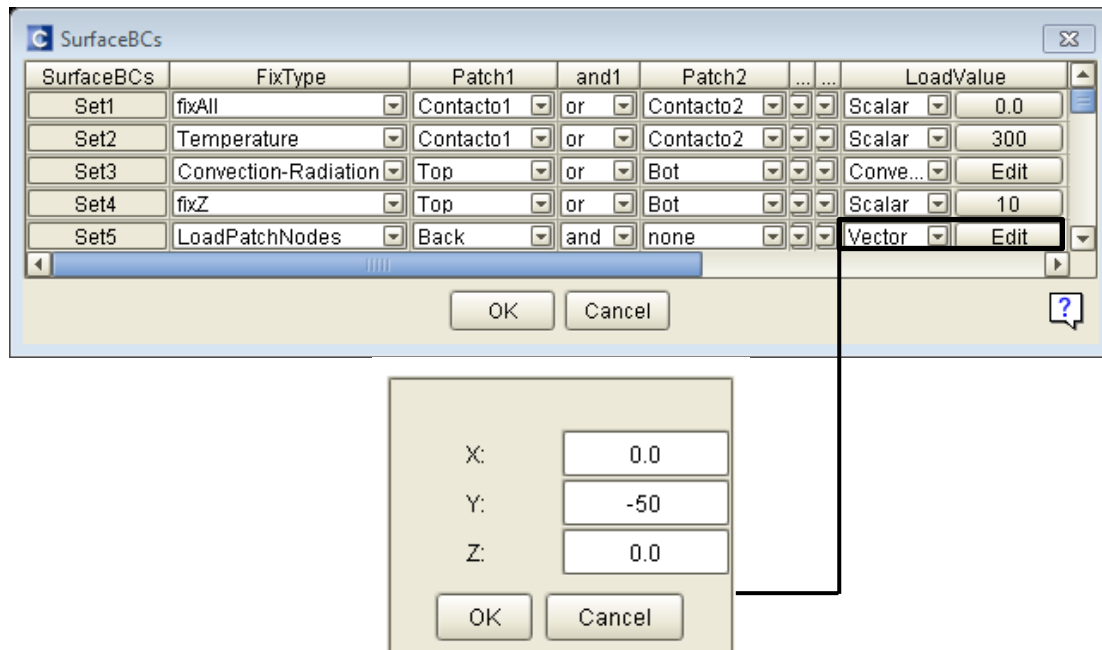 SurfaceBCs
SurfaceBCs FixType Patch1 and1 Patch2 ... ... LoadValue
Set1 fixAll Contacto1 or Contacto2 Scalar 0.0
Set2 Temperature Contacto1 or Contacto2 Scalar 300
Set3 Convection-Radiation Top or Bot Conve... Edit
Set4 fixZ Top or Bot Scalar 10
Set5 LoadPatchNodes Back and none Vector Edit
OK Cancel ?
X: 0.0
Y: -50
Z: 0.0
OK Cancel